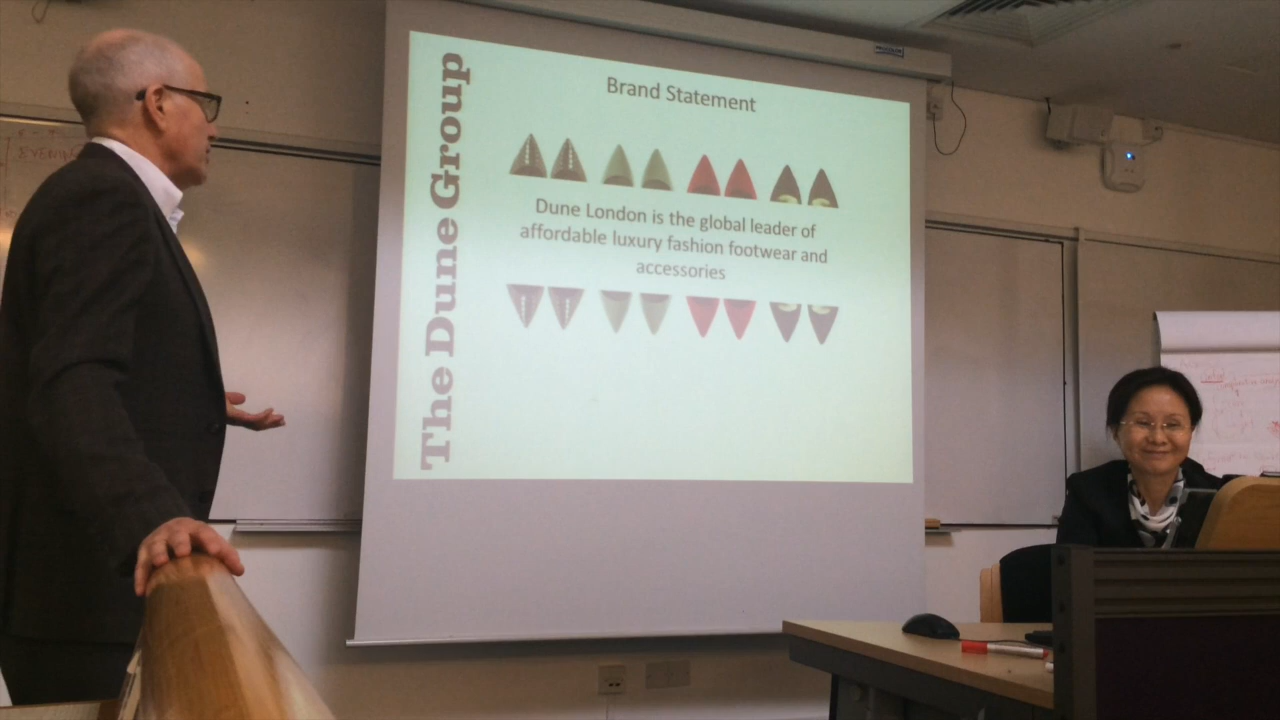 The Dune Group
Brand Statement
Dune London is the global leader of
affordable luxury fashion footwear and
accessories